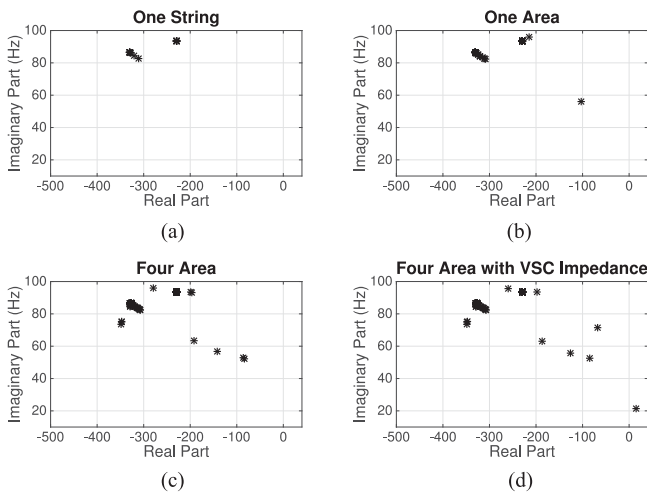 One String
Imaginary Part (Hz)
100
80
60
40
20
-500 -400 -300 -200 -100 0
Real Part
(a)
One Area
Imaginary Part (Hz)
100
80
60
40
20
-500 -400 -300 -200 -100 0
Real Part
(b)
Four Area
Imaginary Part (Hz)
100
80
60
40
20
-500 -400 -300 -200 -100 0
Real Part
(c)
Four Area with VSC Impedance
Imaginary Part (Hz)
100
80
60
40
20
-500 -400 -300 -200 -100 0
Real Part
(d)